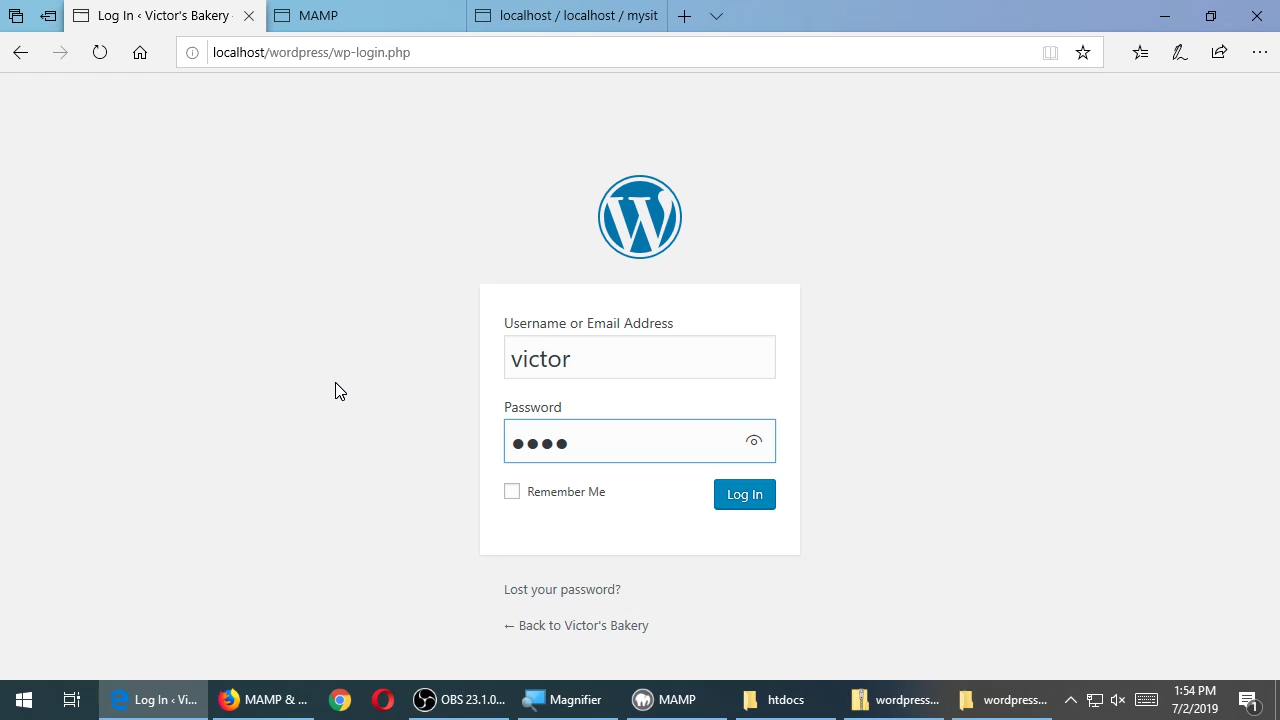 Log In ‹ Victor's Bakery
MAMP
localhost / localhost / mysit
localhost/wordpress/wp-login.php
Username or Email Address
victor
Password
Remember Me
Log In
Lost your password?
← Back to Victor's Bakery
Log In ‹ Vi...
MAMP & ...
OBS 23.1.0...
Magnifier
MAMP
htdocs
wordpress...
wordpress...
1:54 PM
7/2/2019
1